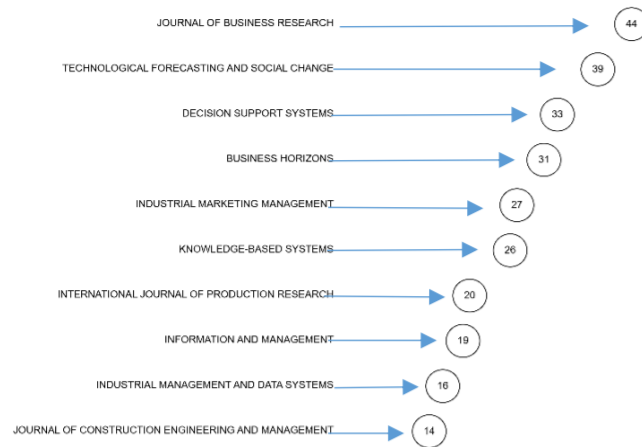 JOURNAL OF BUSINESS RESEARCH 44
TECHNOLOGICAL FORECASTING AND SOCIAL CHANGE 39
DECISION SUPPORT SYSTEMS 33
BUSINESS HORIZONS 31
INDUSTRIAL MARKETING MANAGEMENT 27
KNOWLEDGE-BASED SYSTEMS 26
INTERNATIONAL JOURNAL OF PRODUCTION RESEARCH 20
INFORMATION AND MANAGEMENT 19
INDUSTRIAL MANAGEMENT AND DATA SYSTEMS 16
JOURNAL OF CONSTRUCTION ENGINEERING AND MANAGEMENT 14